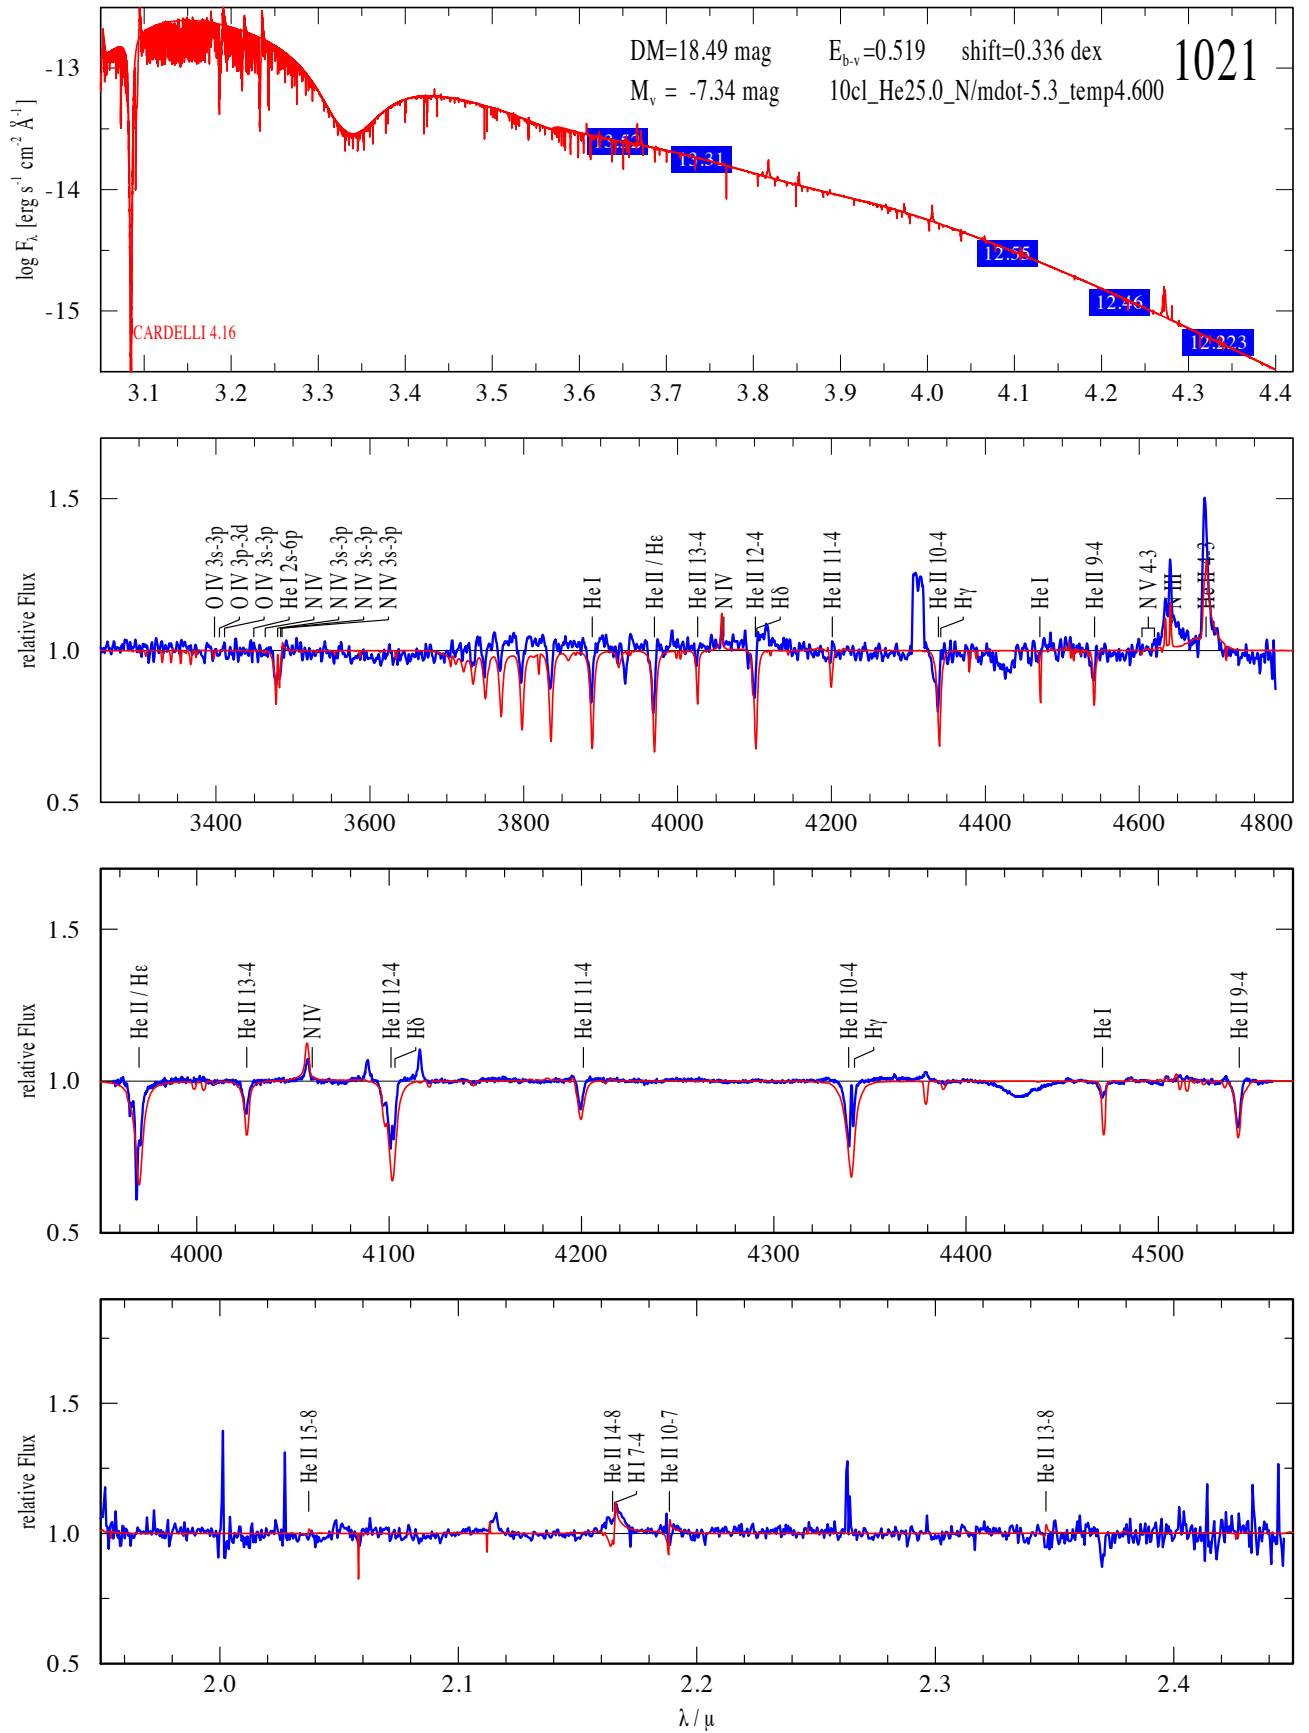 1021
DM=18.49 mag E_b-v=0.519 shift=0.336 dex
M_v = -7.34 mag 10cl_He25.0_N/mdot-5.3_temp4.600
log F_λ [erg s⁻¹ cm⁻² Å⁻¹]
-13
-14
-15
13.31
12.55
12.46
12.223
CARDELLI 4.16
3.1 3.2 3.3 3.4 3.5 3.6 3.7 3.8 3.9 4.0 4.1 4.2 4.3 4.4
relative Flux
1.5
1.0
0.5
O IV 3s-3p
O IV 3p-3d
O IV 3s-3p
He I 2s-6p
N IV
N IV 3s-3p
N IV 3s-3p
N IV 3s-3p
He I
He II / Hε
He II 13-4
N IV
He II 12-4
Hδ
He II 11-4
He II 10-4
Hγ
He I
He II 9-4
N V 4-3
N III
He II 4-3
3400 3600 3800 4000 4200 4400 4600 4800
relative Flux
1.5
1.0
0.5
He II / Hε
He II 13-4
N IV
He II 12-4
Hδ
He II 11-4
He II 10-4
Hγ
He I
He II 9-4
4000 4100 4200 4300 4400 4500
relative Flux
1.5
1.0
0.5
He II 15-8
He II 14-8
H I 7-4
He II 10-7
He II 13-8
2.0 2.1 2.2 2.3 2.4
λ / μ